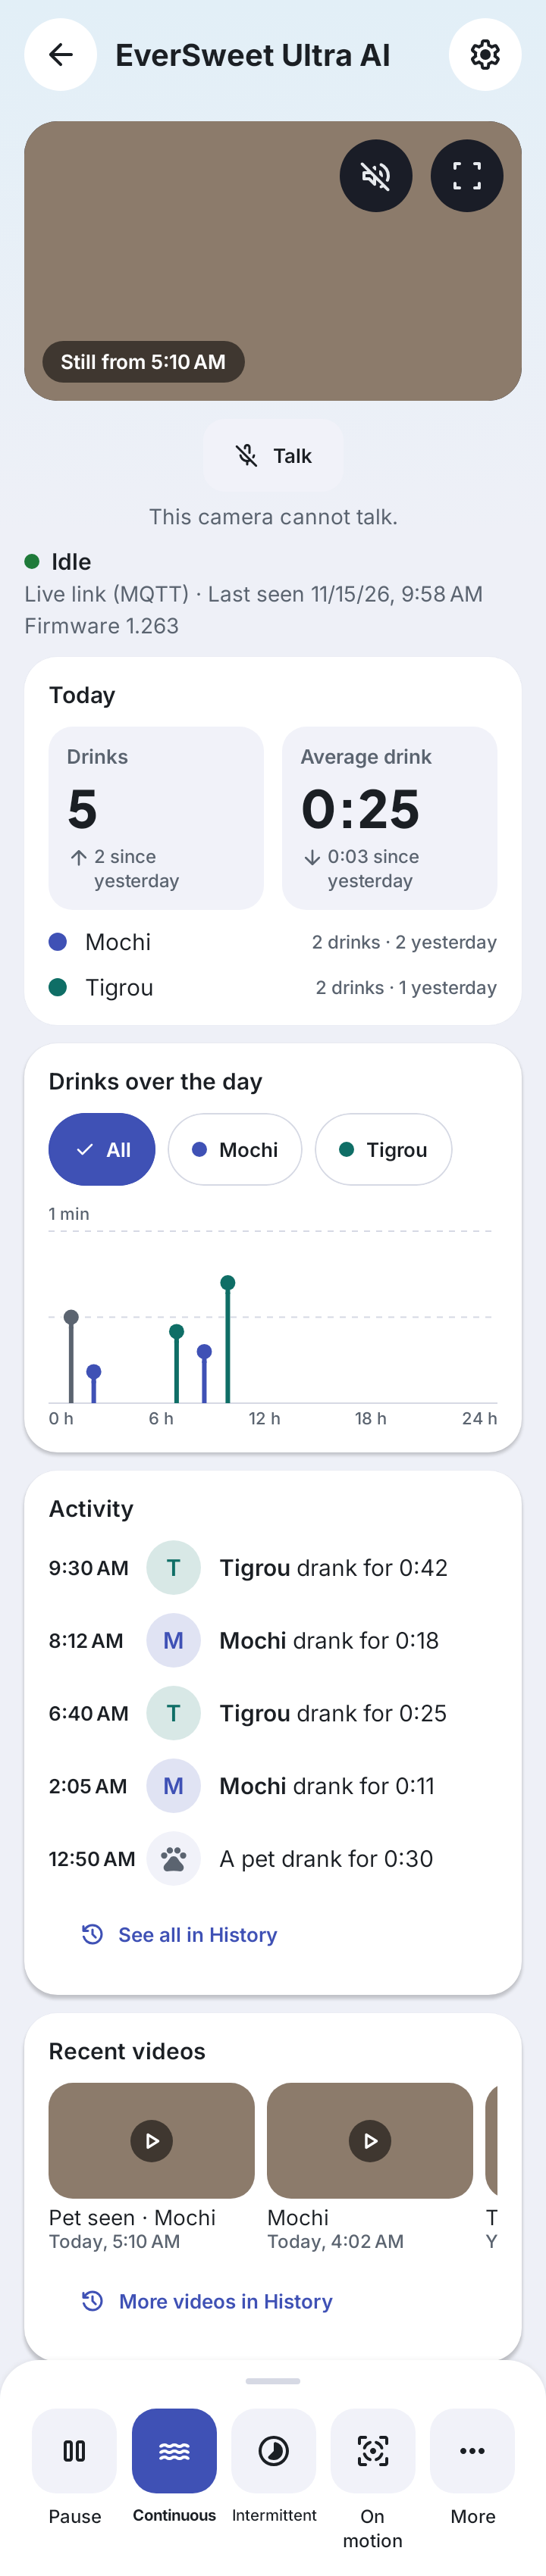 EverSweet Ultra AI
Still from 5:10 AM
Talk
This camera cannot talk.
Idle
Live link (MQTT) · Last seen 11/15/26, 9:58 AM
Firmware 1.263
Today
Drinks
5
↑ 2 since
yesterday
Average drink
0:25
↓ 0:03 since
yesterday
Mochi 2 drinks · 2 yesterday
Tigrou 2 drinks · 1 yesterday
Drinks over the day
All Mochi Tigrou
1 min
0 h 6 h 12 h 18 h 24 h
Activity
9:30 AM T Tigrou drank for 0:42
8:12 AM M Mochi drank for 0:18
6:40 AM T Tigrou drank for 0:25
2:05 AM M Mochi drank for 0:11
12:50 AM A pet drank for 0:30
See all in History
Recent videos
Pet seen · Mochi
Today, 5:10 AM
Mochi
Today, 4:02 AM
T
Y
More videos in History
Pause
Continuous
Intermittent
On
motion
More